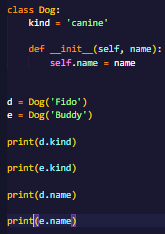 class Dog:
    kind = 'canine'
    def __init__(self, name):
        self.name = name
d = Dog('Fido')
e = Dog('Buddy')
print(d.kind)
print(e.kind)
print(d.name)
print(e.name)